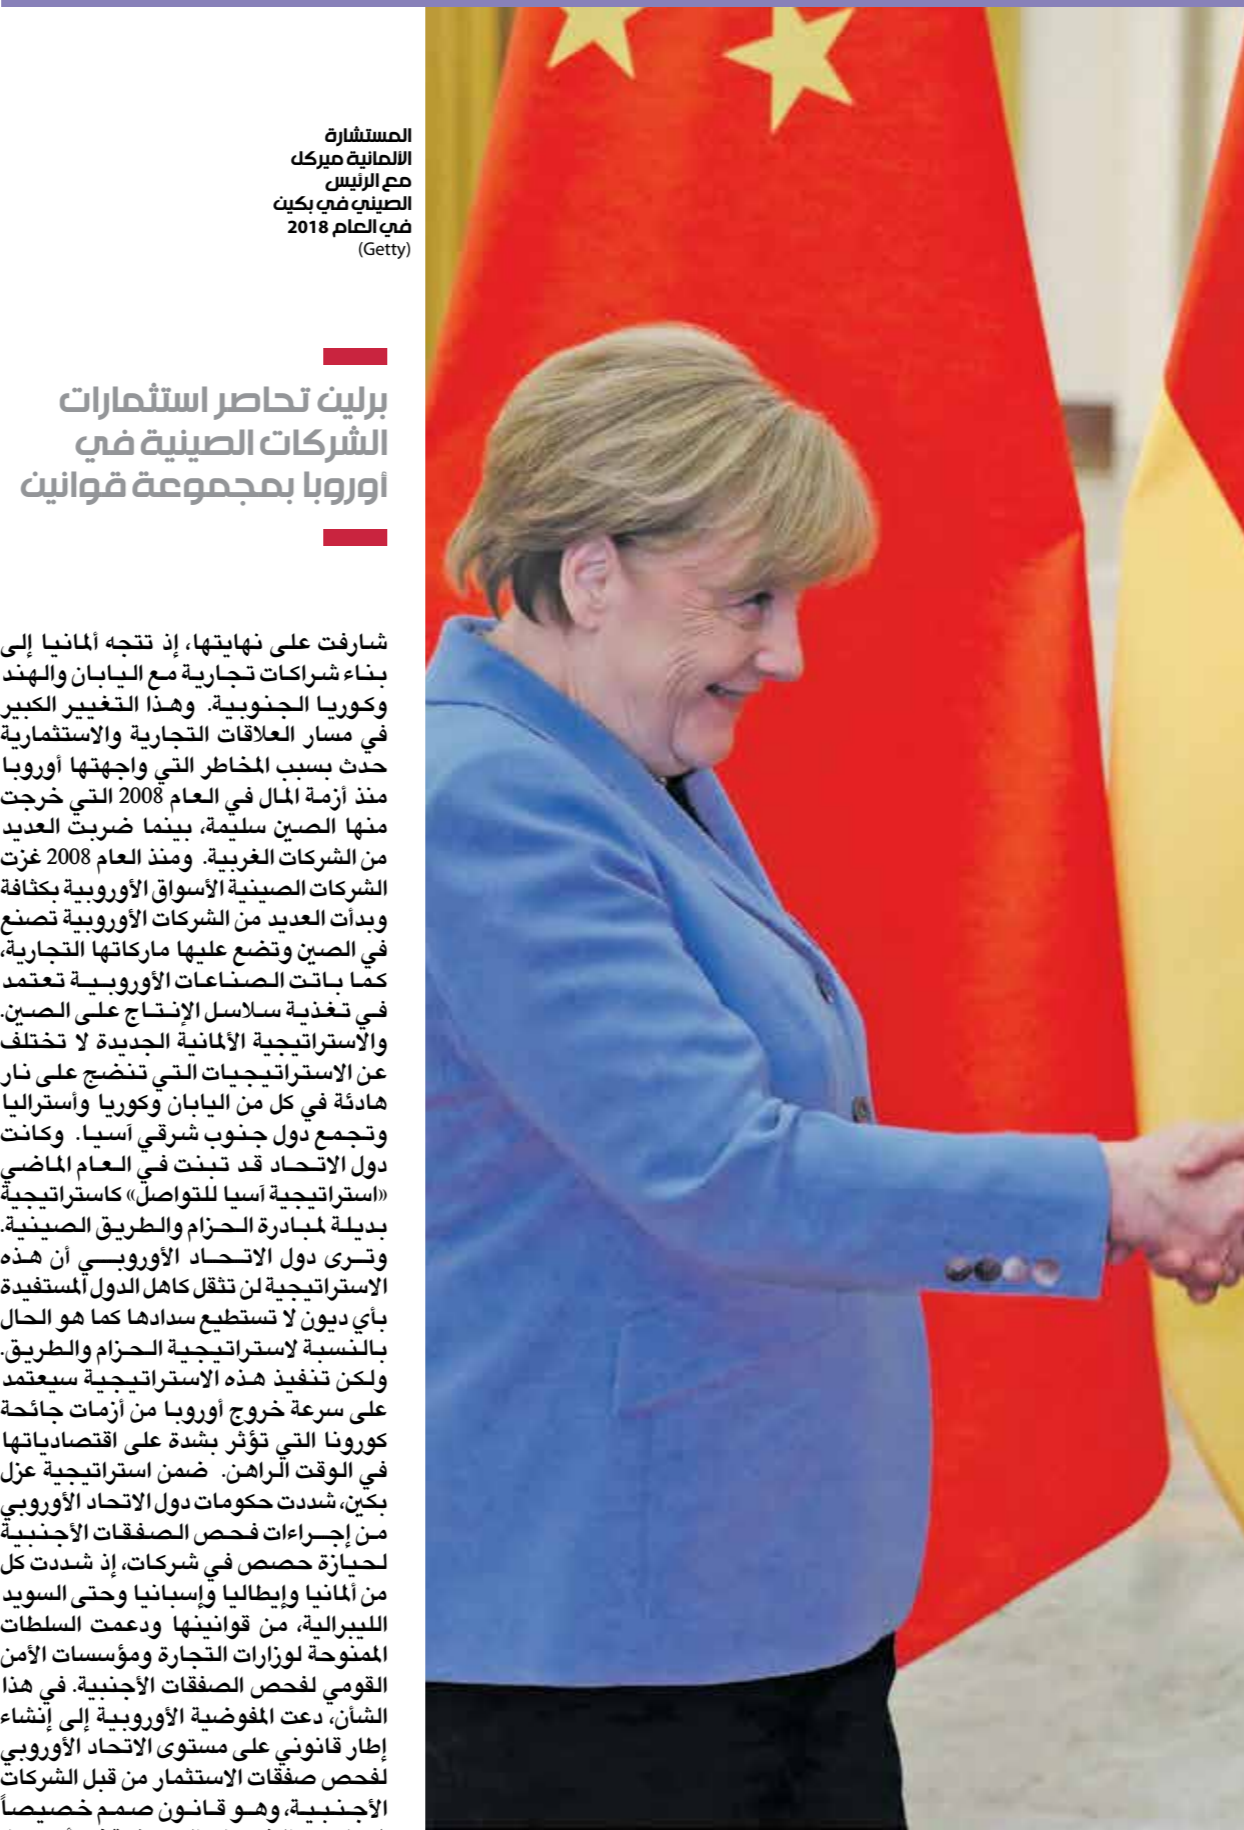 المستشارة
الألمانية ميركل
مع الرئيس
الصيني في بكين
في العام 2018
(Getty)
برلين تحاصر استثمارات
الشركات الصينية في
أوروبا بمجموعة قوانين
شارفت على نهايتها، إذ تتجه ألمانيا إلى
بناء شراكات تجارية مع اليابان والهند
وكوريا الجنوبية. وهذا التغيير الكبير
في مسار العلاقات التجارية والاستثمارية
حدث بسبب المخاطر التي واجهتها أوروبا
منذ أزمة المال في العام 2008 التي خرجت
منها الصين سليمة، بينما ضربت العديد
من الشركات الغربية. ومنذ العام 2008 غزت
الشركات الصينية الأسواق الأوروبية بكثافة
وبدأت العديد من الشركات الأوروبية تصنع
في الصين وتضع عليها ماركاتها التجارية،
كما باتت الصناعات الأوروبية تعتمد
في تغذية سلاسل الإنتاج على الصين.
والاستراتيجية الألمانية الجديدة لا تختلف
عن الاستراتيجيات التي تنضج على نار
هادئة في كل من اليابان وكوريا وأستراليا
وتجمع دول جنوب شرقي آسيا. وكانت
دول الاتحاد قد تبنت في العام الماضي
«استراتيجية آسيا للتواصل» كاستراتيجية
بديلة لمبادرة الحزام والطريق الصينية.
وترى دول الاتحاد الأوروبي أن هذه
الاستراتيجية لن تثقل كاهل الدول المستفيدة
بأي ديون لا تستطيع سدادها كما هو الحال
بالنسبة لاستراتيجية الحزام والطريق.
ولكن تنفيذ هذه الاستراتيجية سيعتمد
على سرعة خروج أوروبا من أزمات جائحة
كورونا التي تؤثر بشدة على اقتصادياتها
في الوقت الراهن. ضمن استراتيجية عزل
بكين، شددت حكومات دول الاتحاد الأوروبي
من إجراءات فحص الصفقات الأجنبية
لحيازة حصص في شركات، إذ شددت كل
من ألمانيا وإيطاليا وإسبانيا وحتى السويد
الليبرالية، من قوانينها ودعمت السلطات
الممنوحة لوزارات التجارة ومؤسسات الأمن
القومي لفحص الصفقات الأجنبية. في هذا
الشأن، دعت المفوضية الأوروبية إلى إنشاء
إطار قانوني على مستوى الاتحاد الأوروبي
لفحص صفقات الاستثمار من قبل الشركات
الأجنبية، وهو قانون صمم خصيصاً